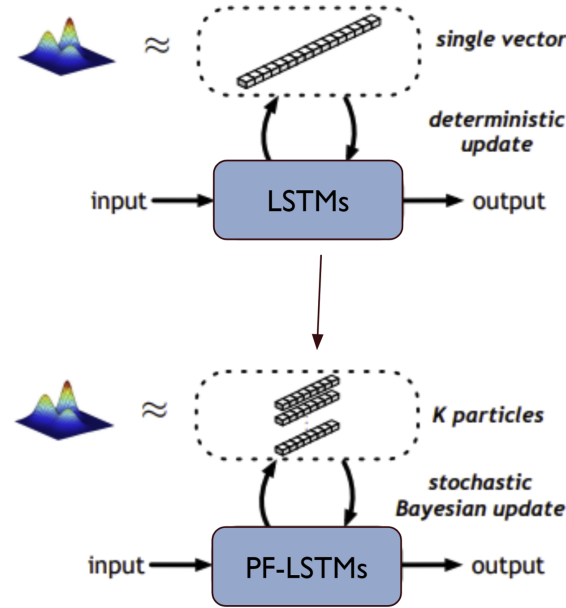 ≈
single vector
deterministic
update
input
LSTMs
output
≈
K particles
stochastic
Bayesian update
input
PF-LSTMs
output